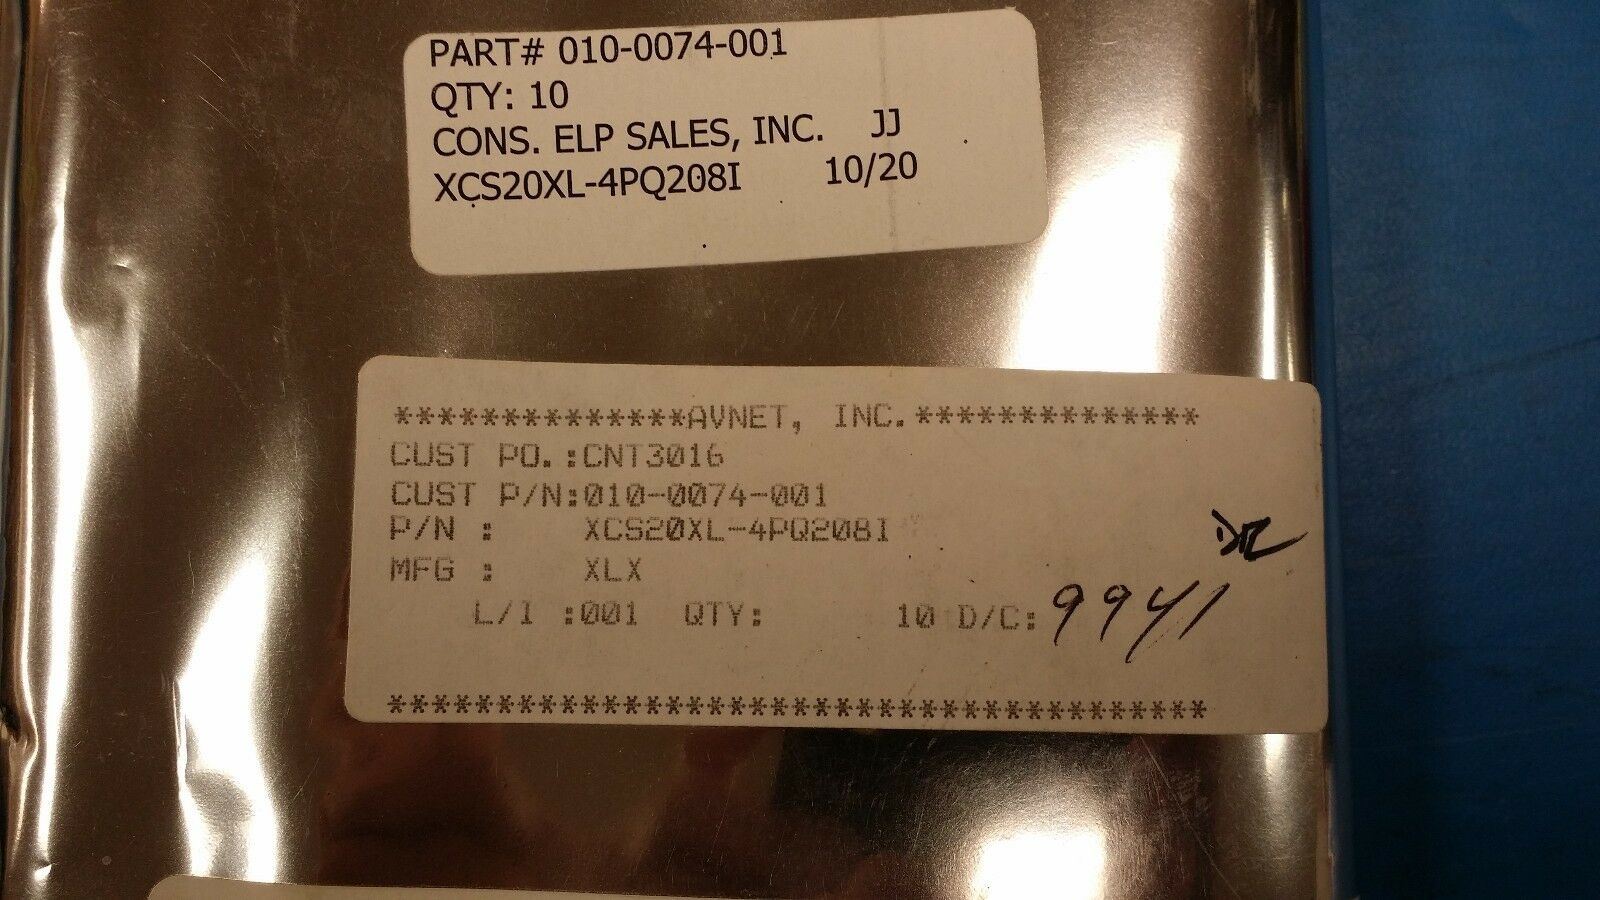 PART# 010-0074-001
QTY: 10
CONS. ELP SALES, INC. JJ
XCS20XL-4PQ208I 10/20
**************AVNET, INC.**************
CUST PO.:CNT3016
CUST P/N:010-0074-001
P/N : XCS20XL-4PQ208I
MFG : XLX
L/I :001 QTY: 10 D/C: 9941
****************************************